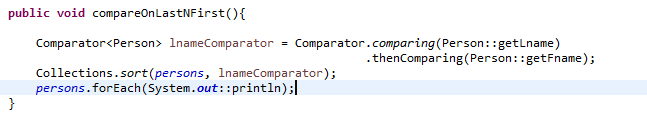 public void compareOnLastNFirst(){
Comparator<Person> lnameComparator = Comparator.comparing(Person::getLname)
.thenComparing(Person::getFname);
Collections.sort(persons, lnameComparator);
persons.forEach(System.out::println);
}